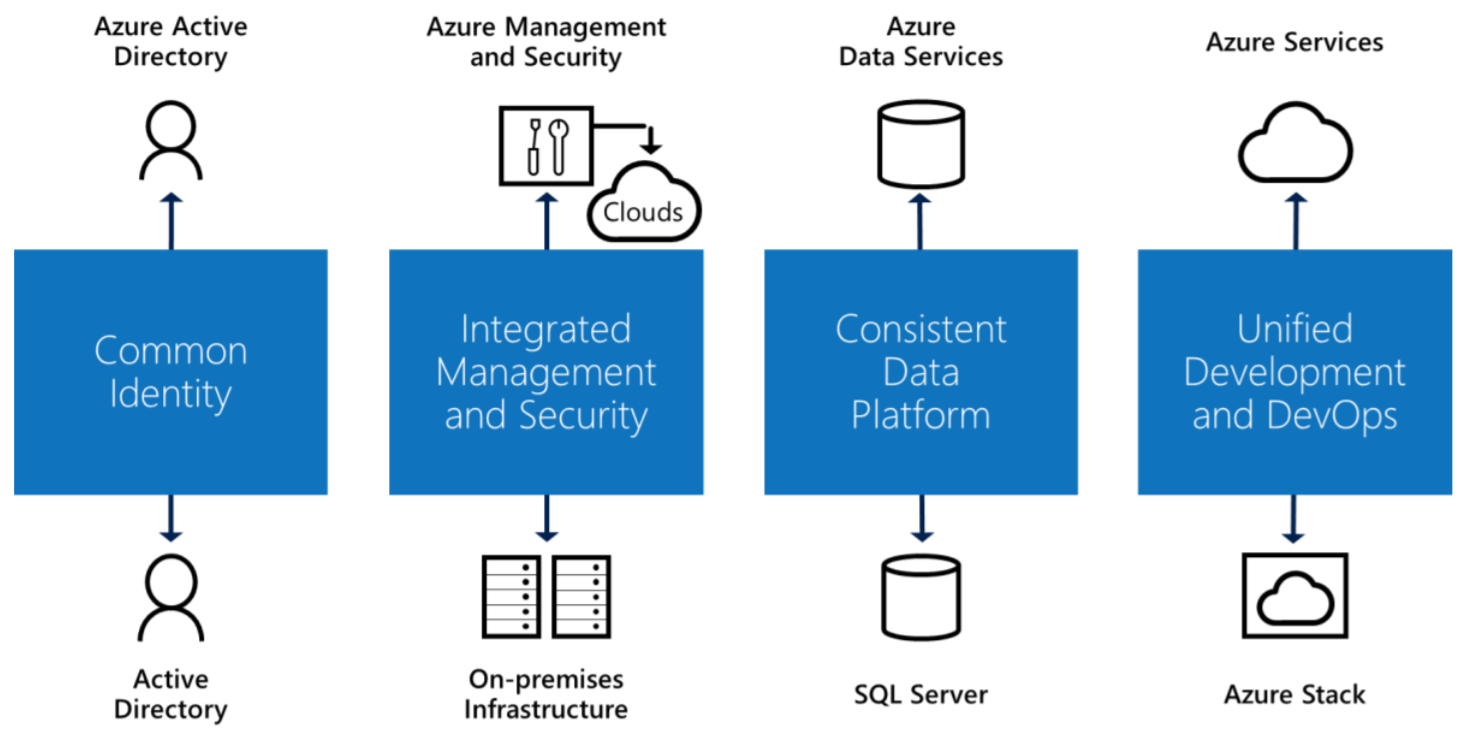 Azure Active
Directory
Azure Management
and Security
Azure
Data Services
Azure Services
Clouds
Common
Identity
Integrated
Management
and Security
Consistent
Data
Platform
Unified
Development
and DevOps
Active
Directory
On-premises
Infrastructure
SQL Server
Azure Stack